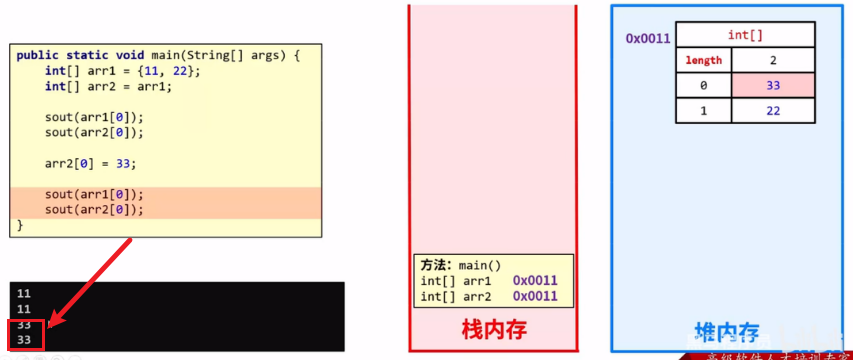 public static void main(String[] args) {
int[] arr1 = {11, 22};
int[] arr2 = arr1;
sout(arr1[0]);
sout(arr2[0]);
arr2[0] = 33;
sout(arr1[0]);
sout(arr2[0]);
}
11
11
33
33
方法：main()
int[] arr1 0x0011
int[] arr2 0x0011
栈内存
0x0011
int[]
length 2
0 33
1 22
堆内存
高级软件人才培训专家